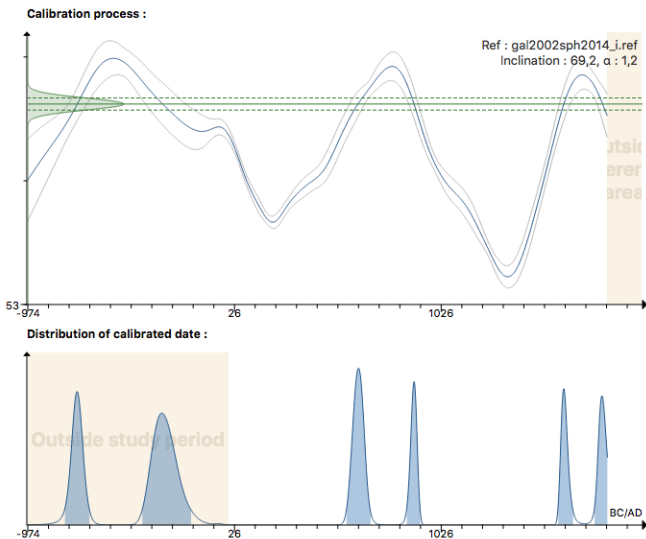 Calibration process :
Ref : gal2002sph2014_i.ref
Inclination : 69,2, α : 1,2
53
-974 26 1026
Distribution of calibrated date :
Outside study period
BC/AD
-974 26 1026